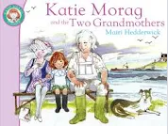 Katie Morag
and the Two Grandmothers
Mairi Hedderwick